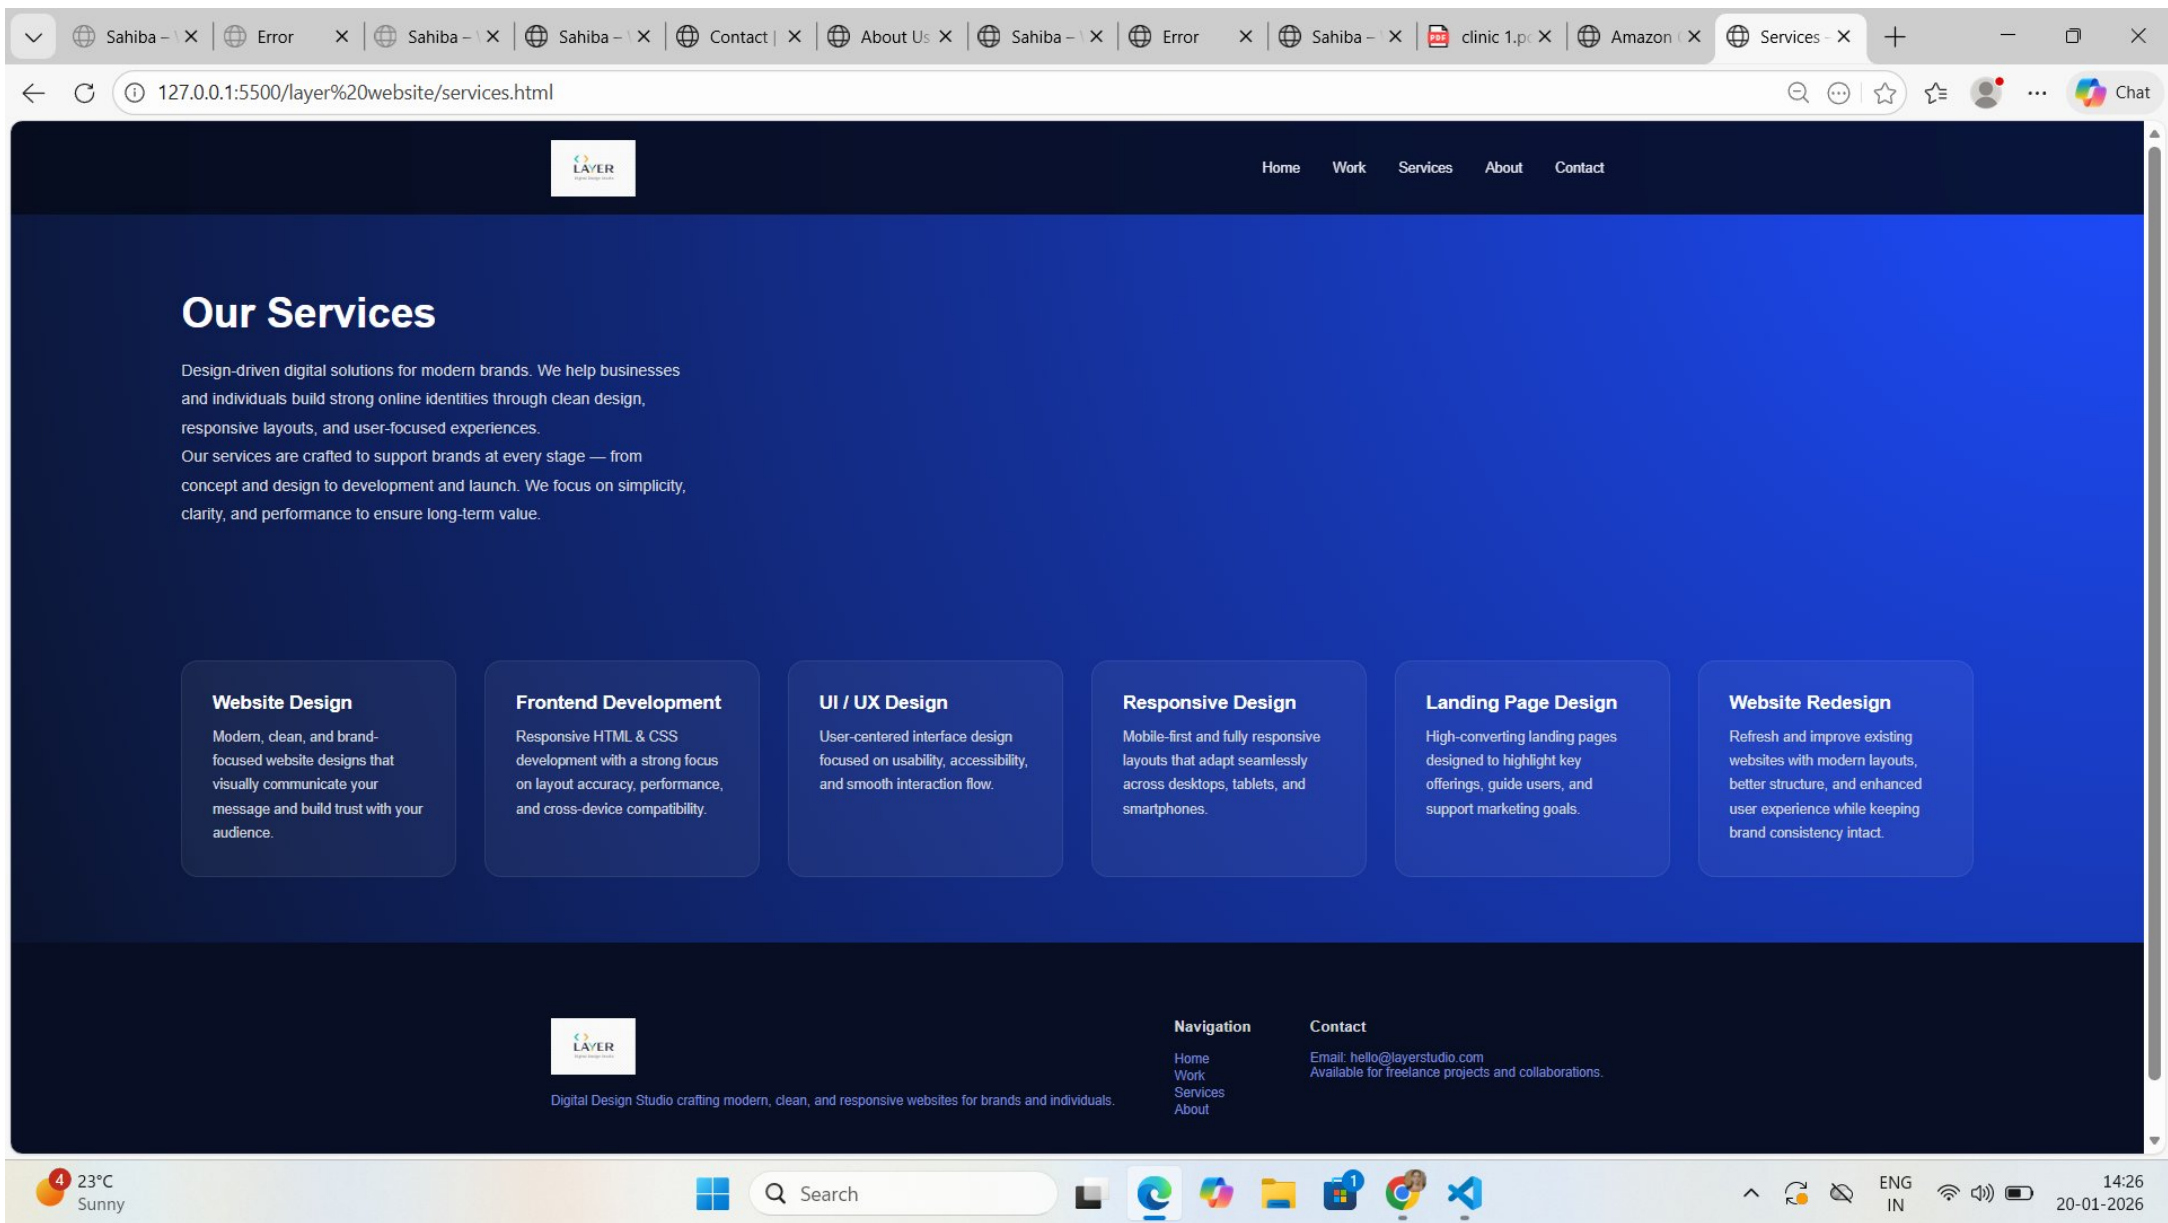 Sahiba –
Error
Sahiba –
Sahiba –
Contact |
About Us
Sahiba –
Error
Sahiba –
clinic 1.p
Amazon
Services -
127.0.0.1:5500/layer%20website/services.html
Chat
LAYER
Digital Design Studio
Home
Work
Services
About
Contact
Our Services
Design-driven digital solutions for modern brands. We help businesses
and individuals build strong online identities through clean design,
responsive layouts, and user-focused experiences.
Our services are crafted to support brands at every stage — from
concept and design to development and launch. We focus on simplicity,
clarity, and performance to ensure long-term value.
Website Design
Modern, clean, and brand-
focused website designs that
visually communicate your
message and build trust with your
audience.
Frontend Development
Responsive HTML & CSS
development with a strong focus
on layout accuracy, performance,
and cross-device compatibility.
UI / UX Design
User-centered interface design
focused on usability, accessibility,
and smooth interaction flow.
Responsive Design
Mobile-first and fully responsive
layouts that adapt seamlessly
across desktops, tablets, and
smartphones.
Landing Page Design
High-converting landing pages
designed to highlight key
offerings, guide users, and
support marketing goals.
Website Redesign
Refresh and improve existing
websites with modern layouts,
better structure, and enhanced
user experience while keeping
brand consistency intact.
LAYER
Digital Design Studio
Digital Design Studio crafting modern, clean, and responsive websites for brands and individuals.
Navigation
Home
Work
Services
About
Contact
Email: hello@layerstudio.com
Available for freelance projects and collaborations.
4
23°C
Sunny
Search
1
ENG
IN
14:26
20-01-2026